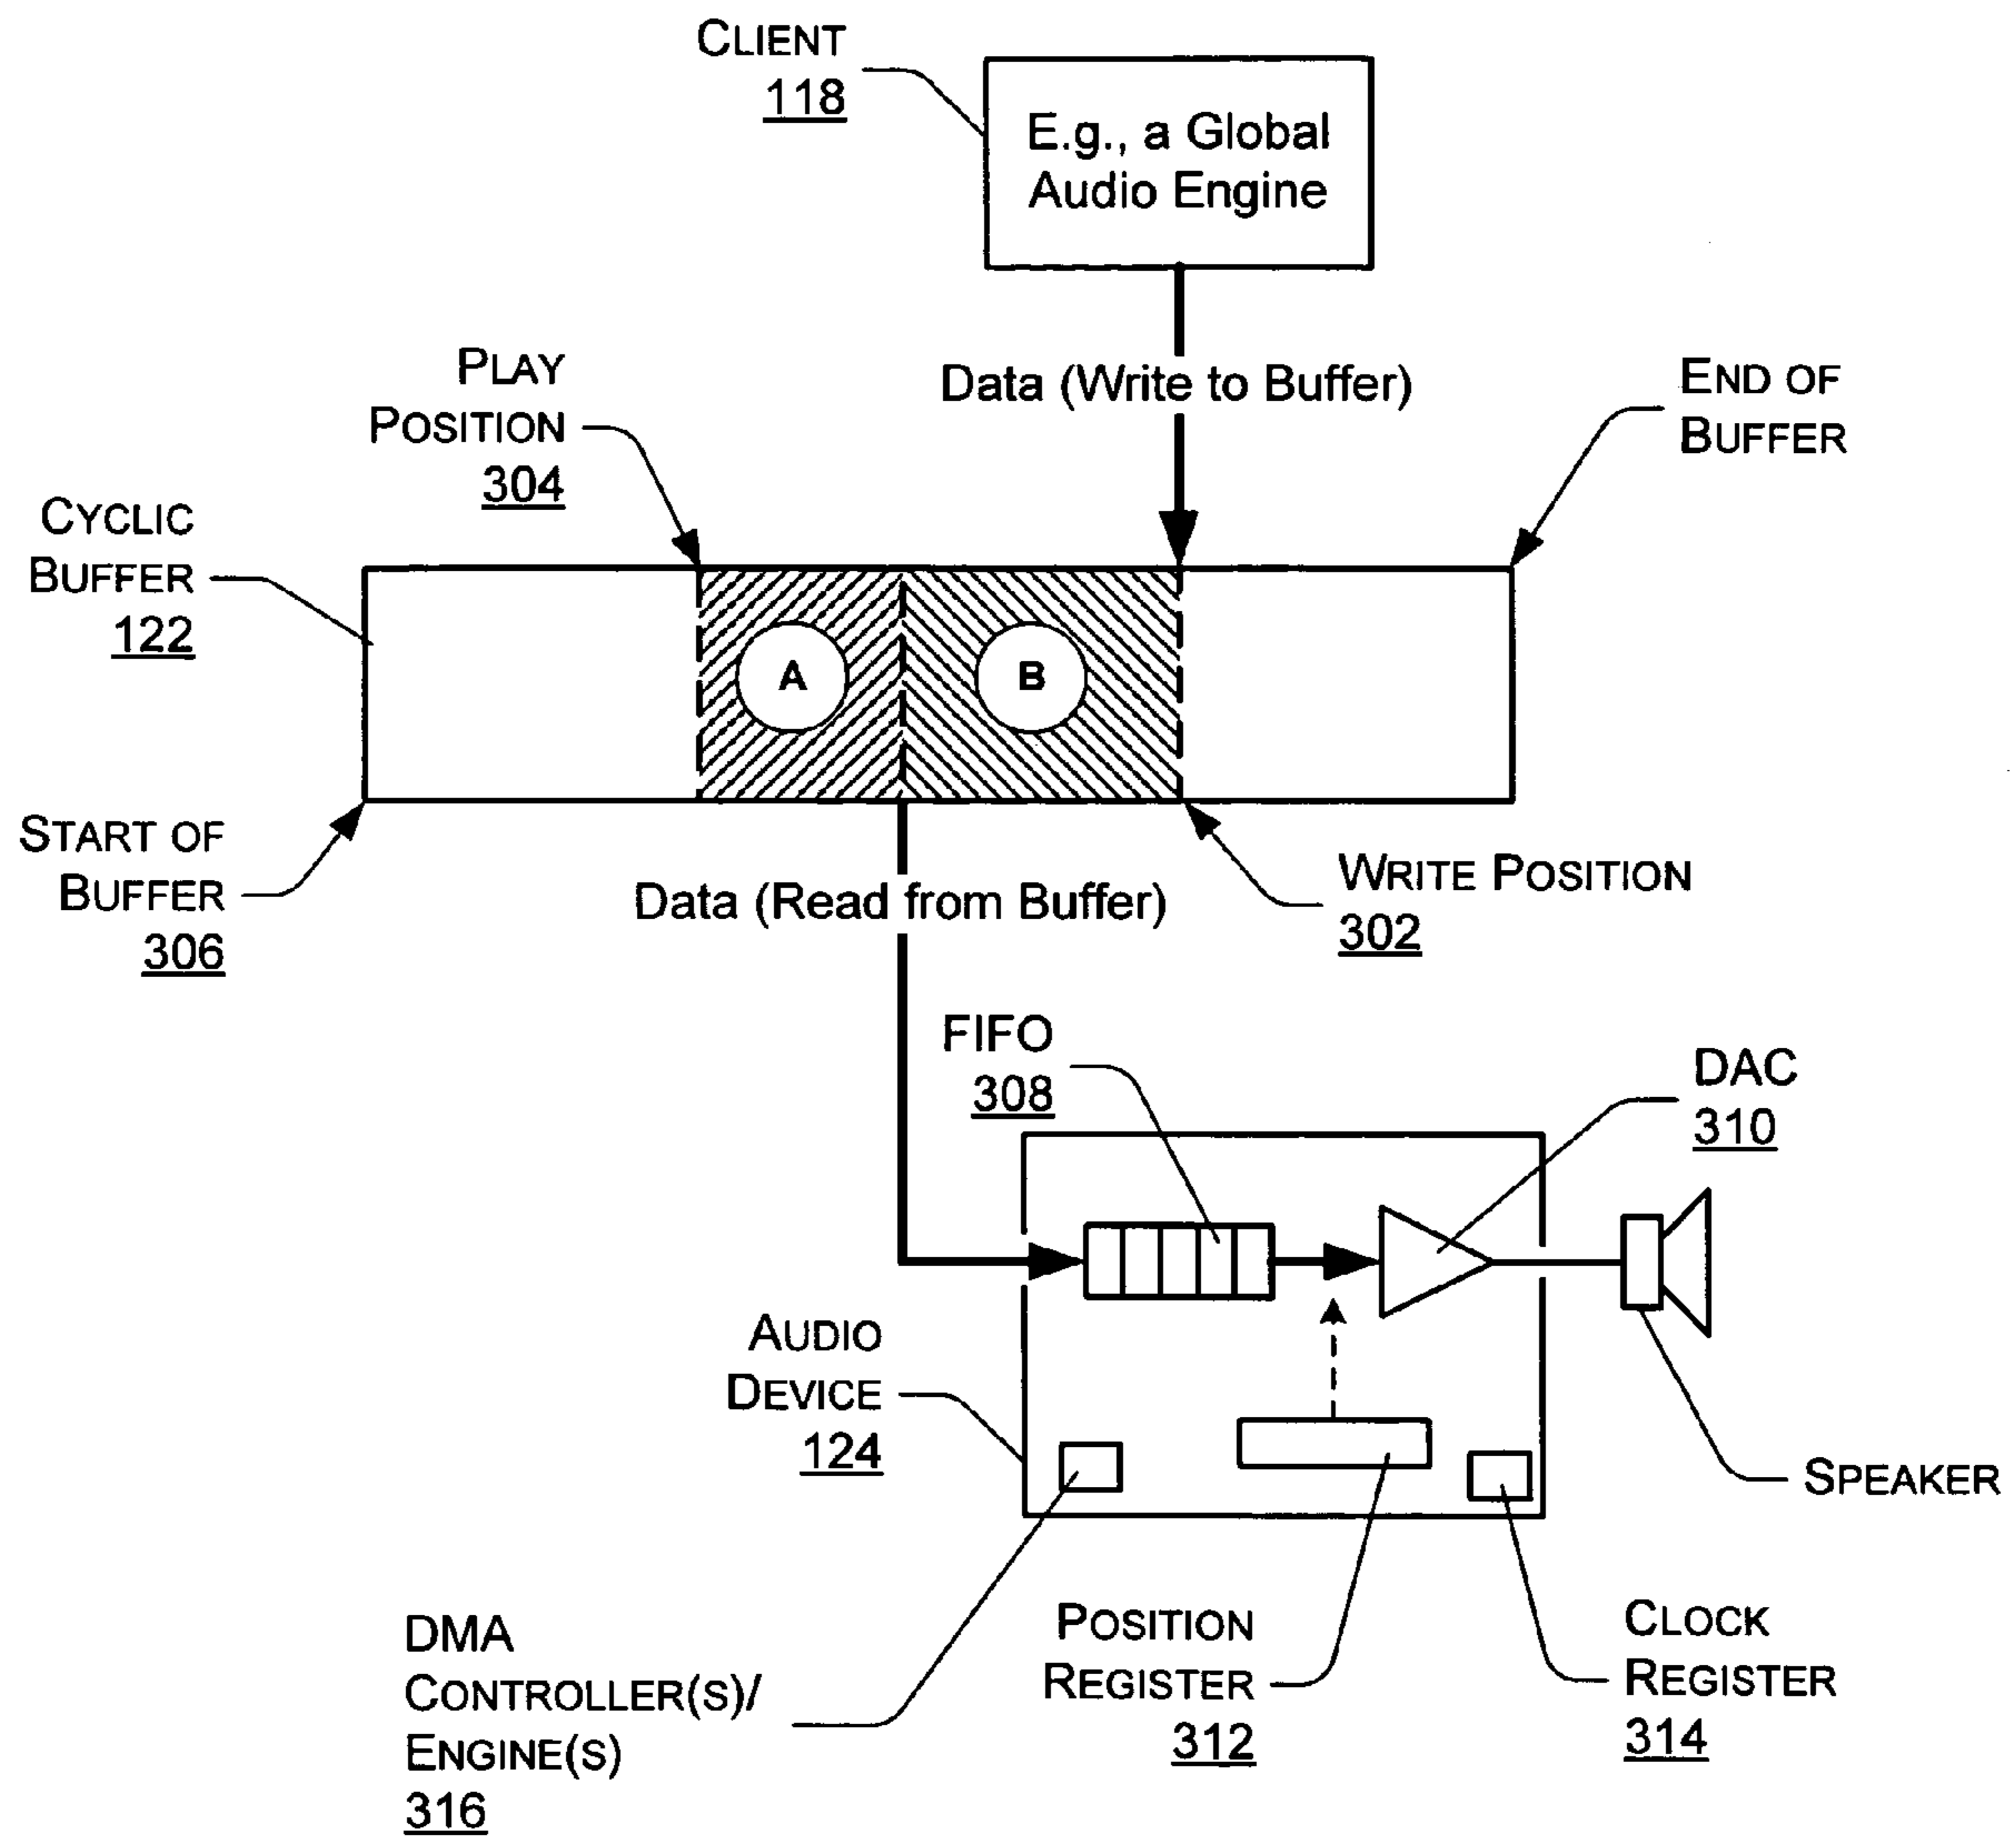 CLIENT
118
E.g., a Global
Audio Engine
PLAY
POSITION
304
Data (Write to Buffer)
END OF
BUFFER
CYCLIC
BUFFER
122
A
B
START OF
BUFFER
306
Data (Read from Buffer)
WRITE POSITION
302
FIFO
308
DAC
310
AUDIO
DEVICE
124
SPEAKER
DMA
CONTROLLER(S)/
ENGINE(S)
316
POSITION
REGISTER
312
CLOCK
REGISTER
314